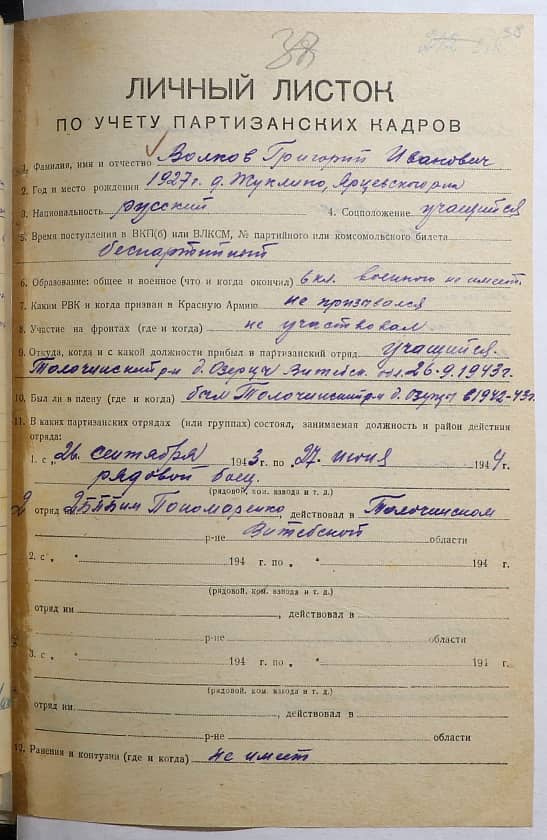 38
ЛИЧНЫЙ ЛИСТОК
ПО УЧЕТУ ПАРТИЗАНСКИХ КАДРОВ
1. Фамилия, имя и отчество Волков Григорий Иванович
2. Год и место рождения 1927 г. д. Жуклино, Ярцевского р-на
3. Национальность русский 4. Соцположение учащийся
5. Время поступления в ВКП(б) или ВЛКСМ, № партийного или комсомольского билета
беспартийный
6. Образование: общее и военное (что и когда окончил) 6 кл. военного не имеет
7. Каким РВК и когда призван в Красную Армию не призывался
8. Участие на фронтах (где и когда) не участвовал
9. Откуда, когда и с какой должности прибыл в партизанский отряд учащийся.
Толочинский р-н д. Озерцы Витебск. обл. 26.9.1943 г.
10. Был ли в плену (где и когда) был Толочинский р-н д. в 1942-43 г.
11. В каких партизанских отрядах (или группах) состоял, занимаемая должность и район действия
отряда:
1. с „26. сентября 1943 г. по „27. июня 1944 г.
рядовой боец.
(рядовой, ком. взвода и т. д.)
2 отряд 2 им Пономаренко действовал в Толочинском
р-не Витебской области
2. с „ " 194 г. по „ " 194 г.
(рядовой, ком. взвода и т. д.)
отряд им , действовал в
р-не области
3. с „ " 194 г. по „ " 194 г.
(рядовой, ком. взвода и т. д.)
отряд им , действовал в
р-не области
12. Ранения и контузии (где и когда) не имеет